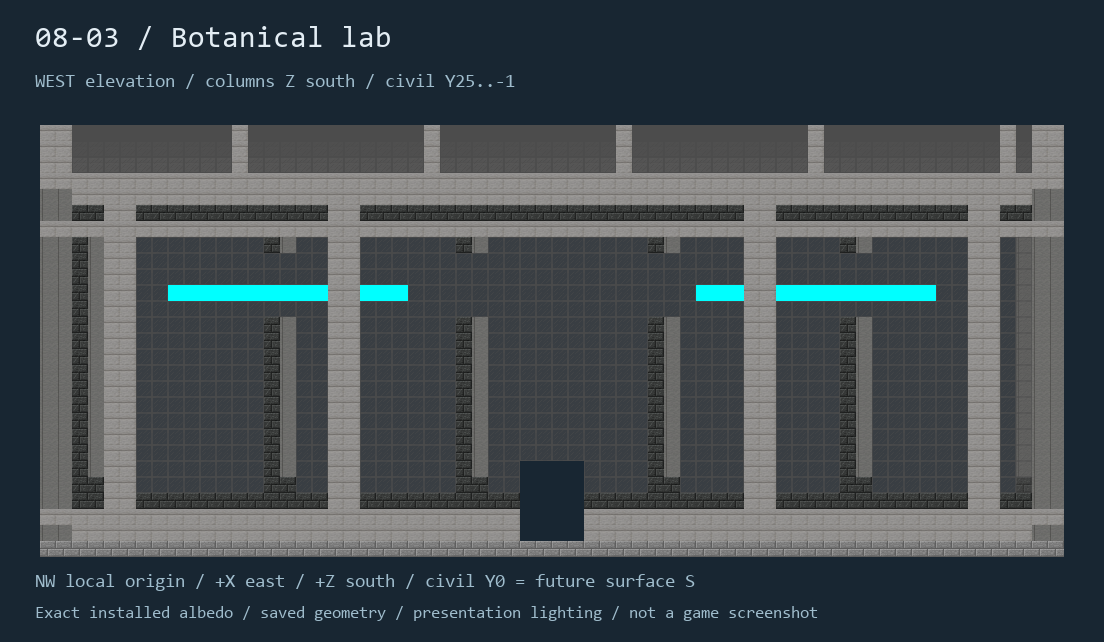 08-03 / Botanical lab
WEST elevation / columns Z south / civil Y25..-1
NW local origin / +X east / +Z south / civil Y0 = future surface S
Exact installed albedo / saved geometry / presentation lighting / not a game screenshot